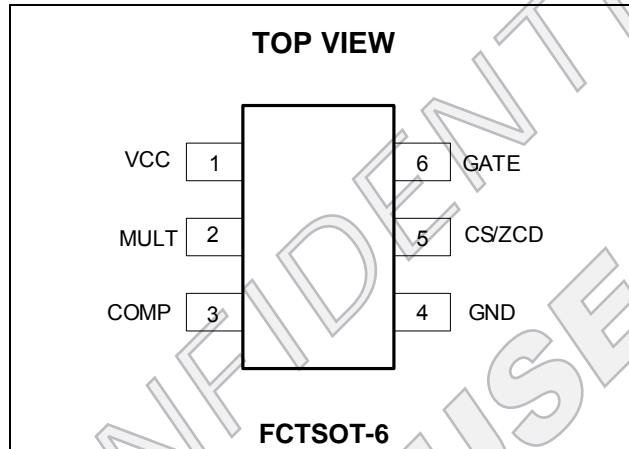 TOP VIEW
VCC 1 6 GATE
MULT 2 5 CS/ZCD
COMP 3 4 GND
FCTSOT-6